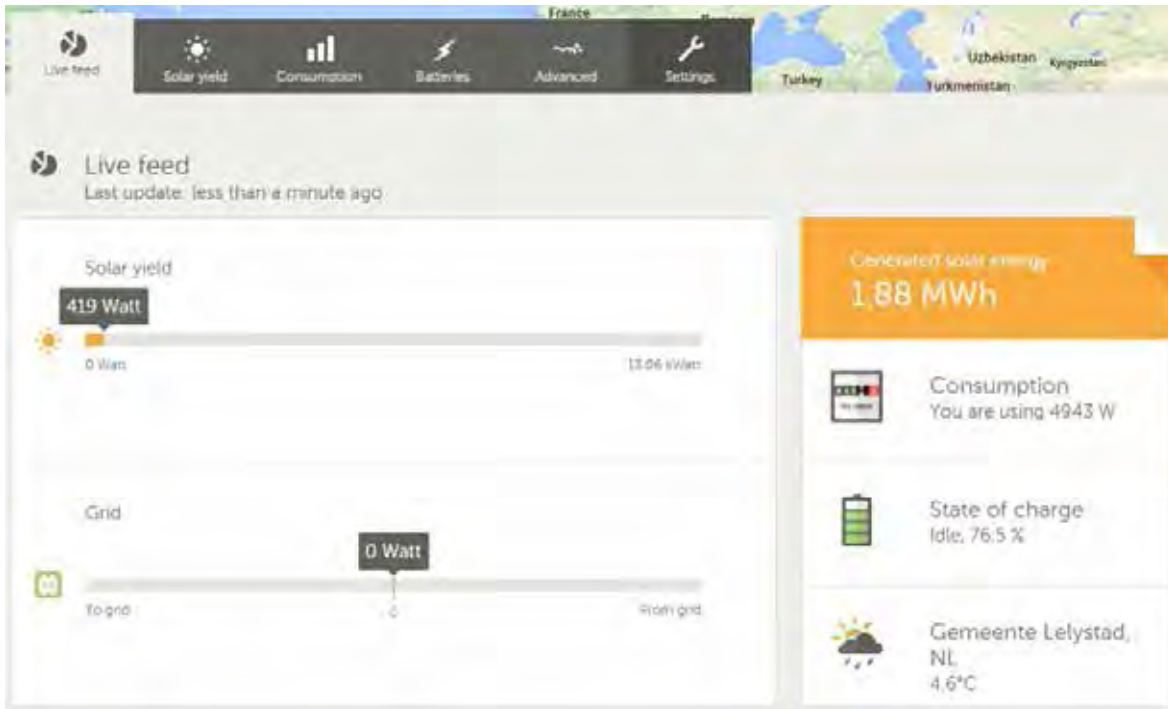 France
Uzbekistan
Kyrgyzstan
Turkey
Turkmenistan
Live feed
Solar yield
Consumption
Batteries
Advanced
Settings
Live feed
Last update: less than a minute ago
Solar yield
419 Watt
0 Watt
13.06 kWatt
Generated solar energy
1.88 MWh
Consumption
You are using 4943 W
Grid
0 Watt
To grid
0
From grid
State of charge
Idle, 76.5 %
Gemeente Lelystad,
NL
4.6°C